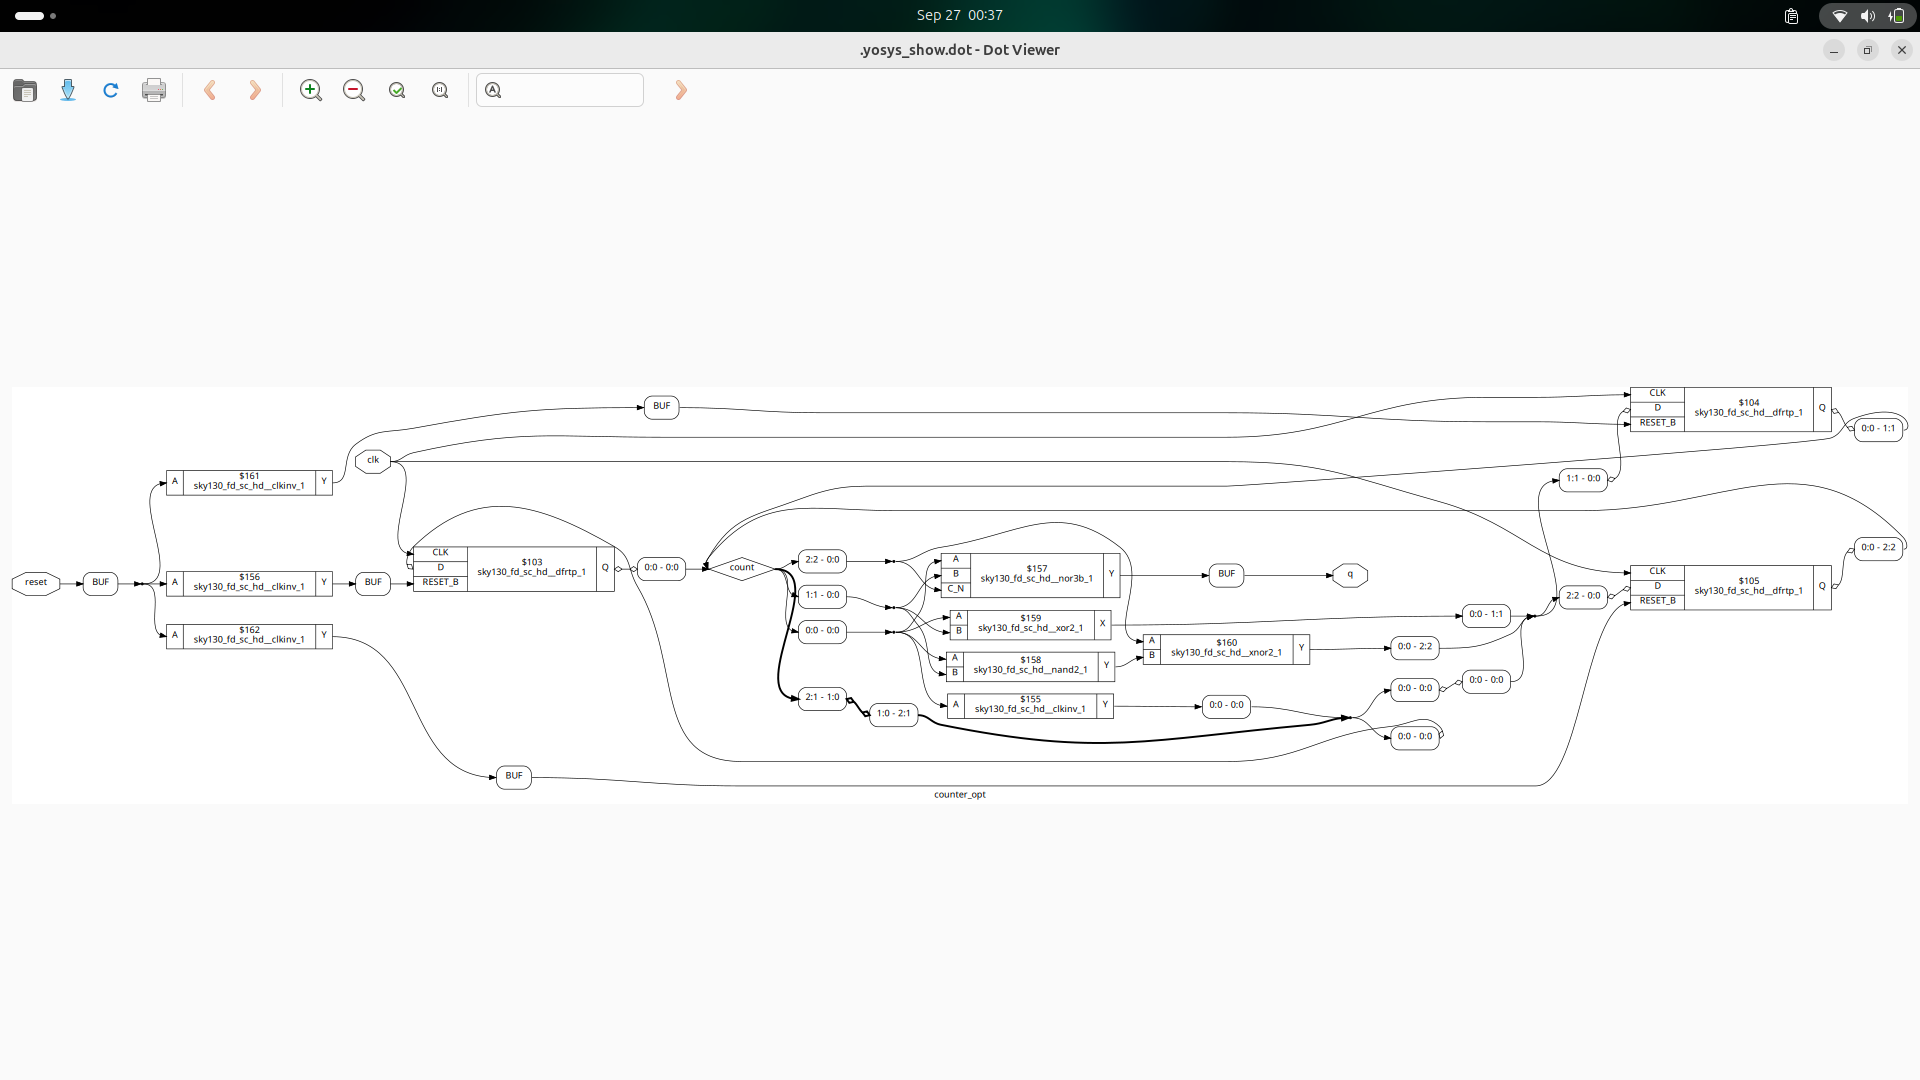 Sep 27 00:37
.yosys_show.dot - Dot Viewer
BUF
CLK
D
RESET_B
$104
sky130_fd_sc_hd__dfrtp_1
Q
0:0 - 1:1
clk
$161
A
sky130_fd_sc_hd__clkinv_1
Y
1:1 - 0:0
reset
BUF
$156
A
sky130_fd_sc_hd__clkinv_1
Y
BUF
CLK
D
RESET_B
$103
sky130_fd_sc_hd__dfrtp_1
Q
0:0 - 0:0
count
2:2 - 0:0
1:1 - 0:0
0:0 - 0:0
A
B
C_N
$157
sky130_fd_sc_hd__nor3b_1
Y
BUF
q
0:0 - 2:2
CLK
D
RESET_B
$105
sky130_fd_sc_hd__dfrtp_1
Q
2:2 - 0:0
A
B
$159
sky130_fd_sc_hd__xor2_1
X
0:0 - 1:1
$162
A
sky130_fd_sc_hd__clkinv_1
Y
A
B
$158
sky130_fd_sc_hd__nand2_1
Y
A
B
$160
sky130_fd_sc_hd__xnor2_1
Y
0:0 - 2:2
0:0 - 0:0
0:0 - 0:0
2:1 - 1:0
1:0 - 2:1
$155
A
sky130_fd_sc_hd__clkinv_1
Y
0:0 - 0:0
0:0 - 0:0
BUF
counter_opt